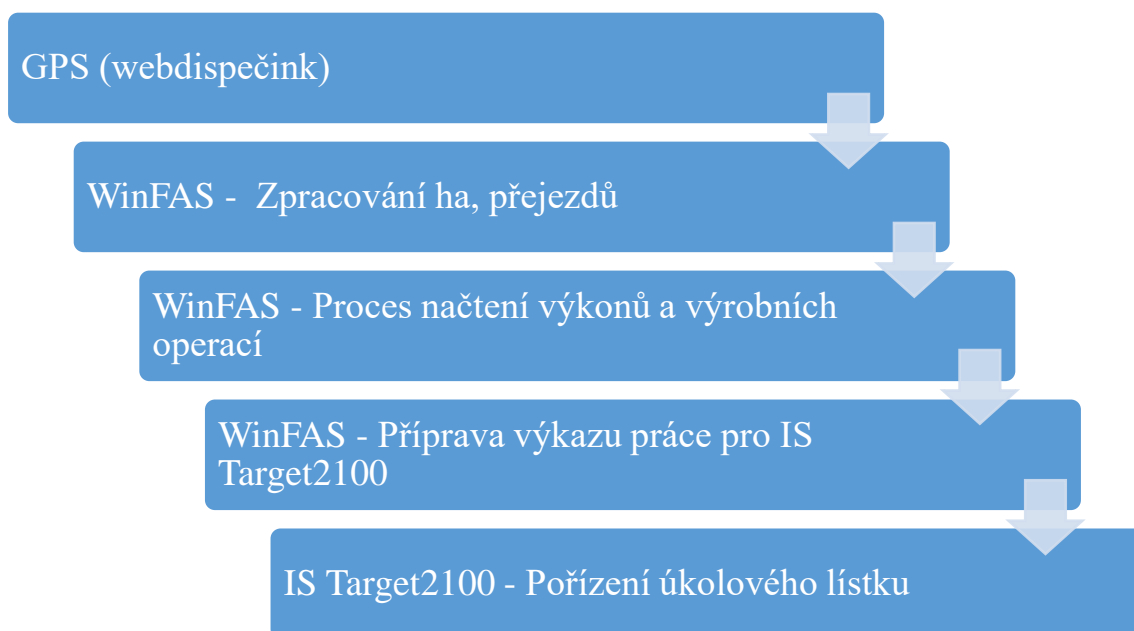 GPS (webdispečink)
WinFAS -  Zpracování ha, přejezdů
WinFAS - Proces načtení výkonů a výrobních
operací
WinFAS - Příprava výkazu práce pro IS
Target2100
IS Target2100 - Pořízení úkolového lístku